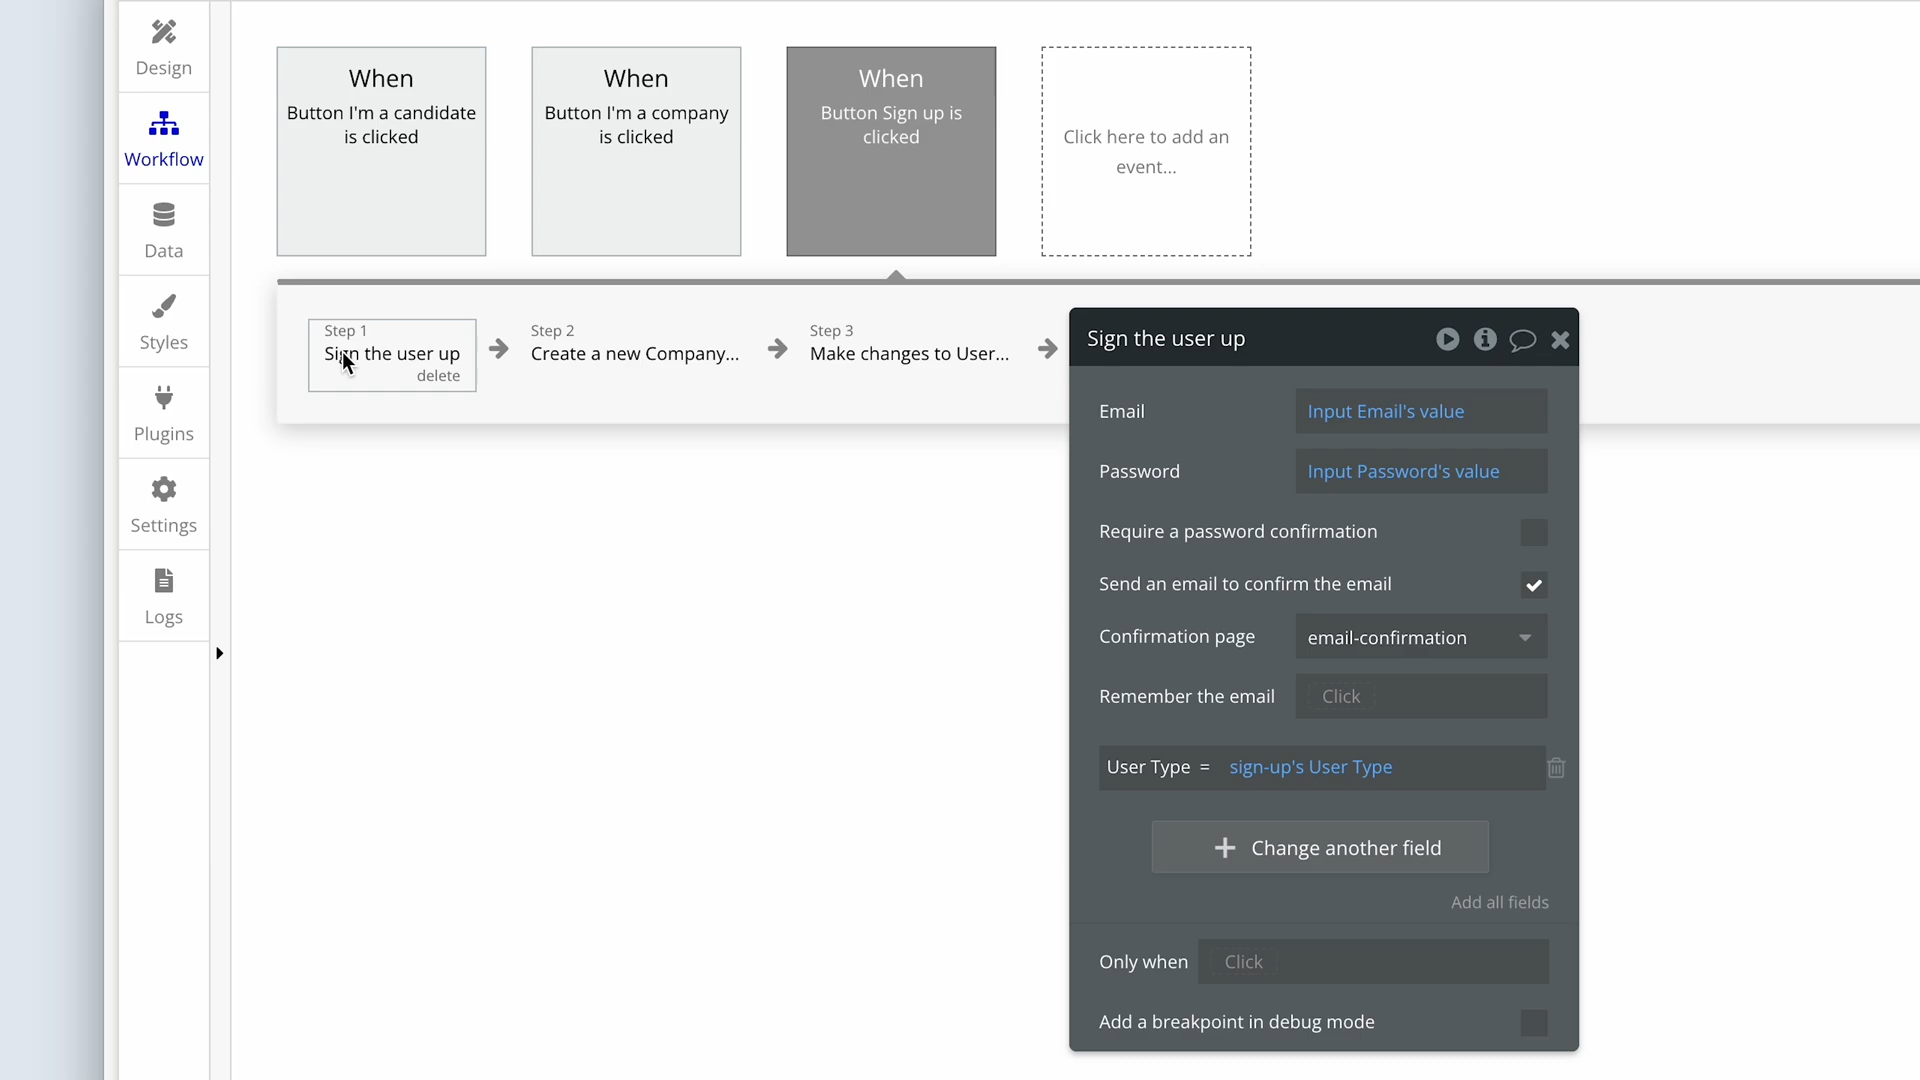 Design
Workflow
Data
Styles
Plugins
Settings
Logs
When
Button I'm a candidate
is clicked
When
Button I'm a company
is clicked
When
Button Sign up is
clicked
Click here to add an
event...
Step 1
Sign the user up
delete
Step 2
Create a new Company...
Step 3
Make changes to User...
Sign the user up
Email
Input Email's value
Password
Input Password's value
Require a password confirmation
Send an email to confirm the email
Confirmation page
email-confirmation
Remember the email
Click
User Type = sign-up's User Type
Change another field
Add all fields
Only when
Click
Add a breakpoint in debug mode